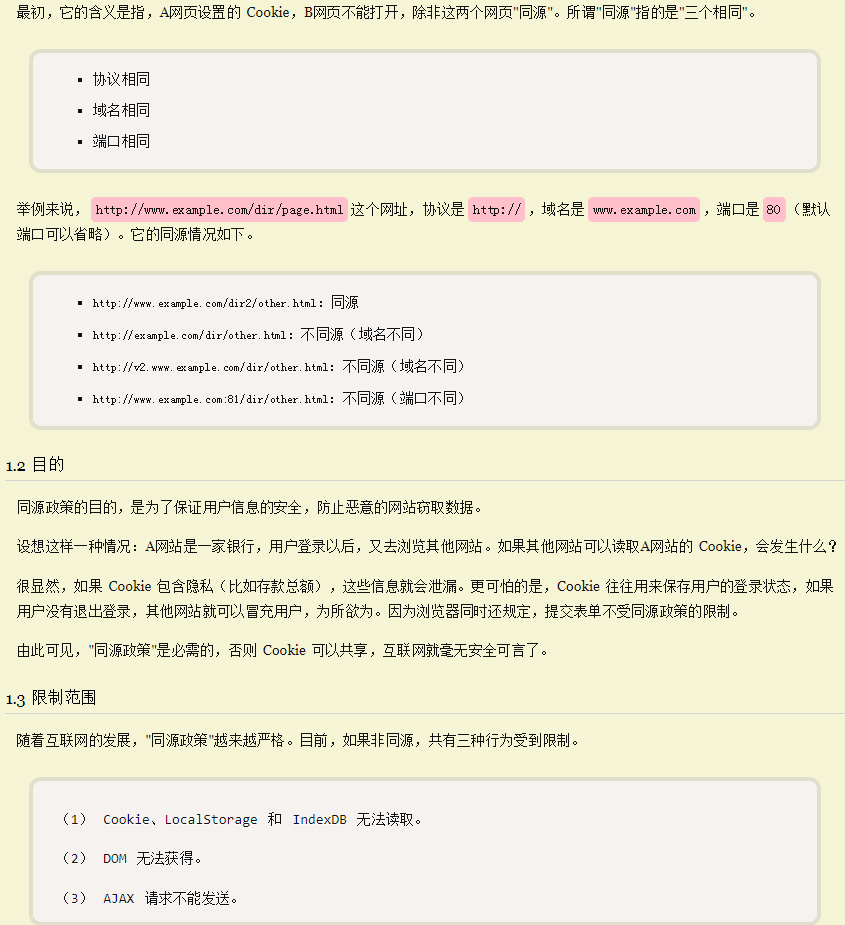 最初，它的含义是指，A网页设置的 Cookie，B网页不能打开，除非这两个网页"同源"。所谓"同源"指的是"三个相同"。
▪ 协议相同
▪ 域名相同
▪ 端口相同
举例来说，http://www.example.com/dir/page.html这个网址，协议是http://，域名是www.example.com，端口是80（默认
端口可以省略）。它的同源情况如下。
▪ http://www.example.com/dir2/other.html：同源
▪ http://example.com/dir/other.html：不同源（域名不同）
▪ http://v2.www.example.com/dir/other.html：不同源（域名不同）
▪ http://www.example.com:81/dir/other.html：不同源（端口不同）
1.2 目的
同源政策的目的，是为了保证用户信息的安全，防止恶意的网站窃取数据。
设想这样一种情况：A网站是一家银行，用户登录以后，又去浏览其他网站。如果其他网站可以读取A网站的 Cookie，会发生什么？
很显然，如果 Cookie 包含隐私（比如存款总额），这些信息就会泄漏。更可怕的是，Cookie 往往用来保存用户的登录状态，如果
用户没有退出登录，其他网站就可以冒充用户，为所欲为。因为浏览器同时还规定，提交表单不受同源政策的限制。
由此可见，"同源政策"是必需的，否则 Cookie 可以共享，互联网就毫无安全可言了。
1.3 限制范围
随着互联网的发展，"同源政策"越来越严格。目前，如果非同源，共有三种行为受到限制。
（1） Cookie、LocalStorage 和 IndexDB 无法读取。
（2） DOM 无法获得。
（3） AJAX 请求不能发送。